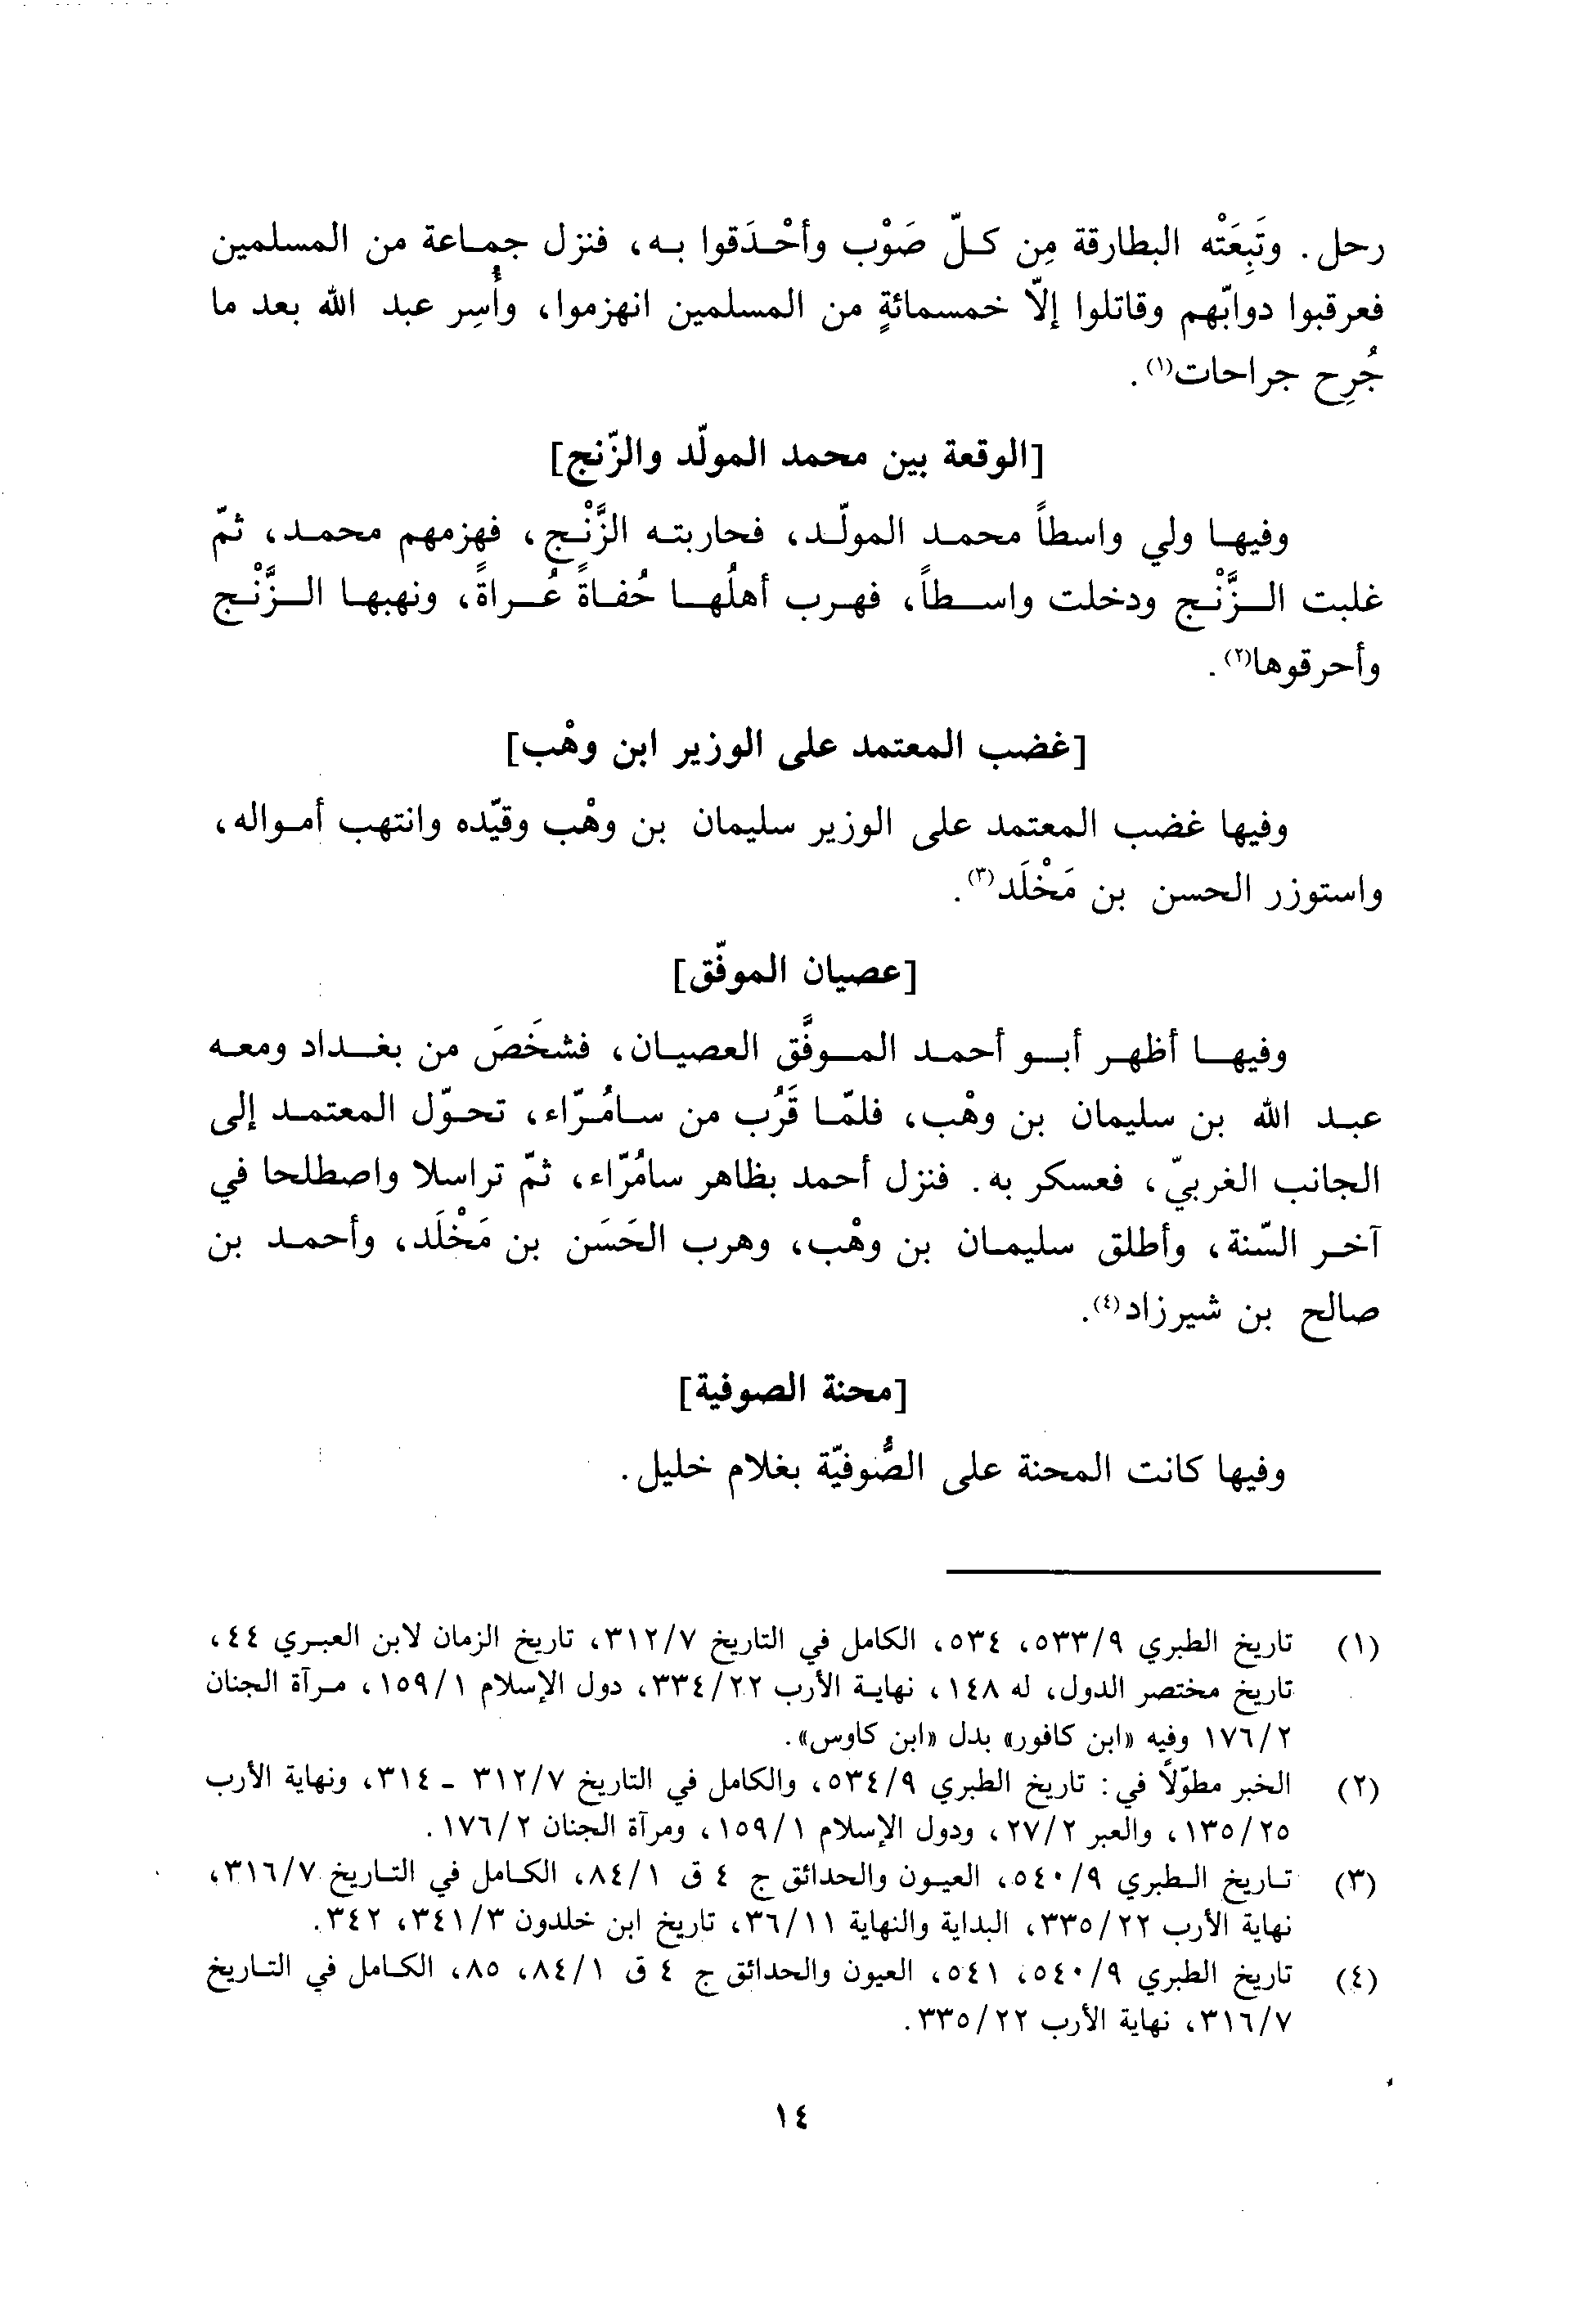 رحل. وتَبِعَتْه البطارقة مِن كلّ صَوْب وأحْدَقوا به، فنزل جماعة من المسلمين
فعرقبوا دوابّهم وقاتلوا إلّا خمسمائةٍ من المسلمين انهزموا، وأُسِر عبد الله بعد ما
جُرِح جراحات(١).
[الوقعة بين محمد المولّد والزّنج]
وفيها ولي واسطاً محمد المولّد، فحاربته الزَّنْج، فهزمهم محمد، ثمّ
غلبت الزَّنْج ودخلت واسطاً، فهرب أهلُها حُفاةً عُراةً، ونهبها الزَّنْج
وأحرقوها(٢).
[غضب المعتمد على الوزير ابن وهْب]
وفيها غضب المعتمد على الوزير سليمان بن وهْب وقيّده وانتهب أمواله،
واستوزر الحسن بن مَخْلَد(٣).
[عصيان الموفّق]
وفيها أظهر أبو أحمد الموفَّق العصيان، فشخَصَ من بغداد ومعه
عبد الله بن سليمان بن وهْب، فلمّا قَرُب من سامُرّاء، تحوّل المعتمد إلى
الجانب الغربيّ، فعسكر به. فنزل أحمد بظاهر سامُرّاء، ثمّ تراسلا واصطلحا في
آخر السّنة، وأطلق سليمان بن وهْب، وهرب الحَسَن بن مَخْلَد، وأحمد بن
صالح بن شيرزاد(٤).
[محنة الصوفية]
وفيها كانت المحنة على الصُّوفيّة بغلام خليل.
(١) تاريخ الطبري ٥٣٣/٩، ٥٣٤، الكامل في التاريخ ٣١٢/٧، تاريخ الزمان لابن العبري ٤٤،
تاريخ مختصر الدول، له ١٤٨، نهاية الأرب ٣٣٤/٢٢، دول الإسلام ١٥٩/١، مرآة الجنان
١٧٦/٢ وفيه «ابن كافور» بدل «ابن كاوس».
(٢) الخبر مطوّلاً في: تاريخ الطبري ٥٣٤/٩، والكامل في التاريخ ٣١٢/٧ - ٣١٤، ونهاية الأرب
١٣٥/٢٥، والعبر ٢٧/٢، ودول الإسلام ١٥٩/١، ومرآة الجنان ١٧٦/٢.
(٣) تاريخ الطبري ٥٤٠/٩، العيون والحدائق ج ٤ ق ٨٤/١، الكامل في التاريخ ٣١٦/٧،
نهاية الأرب ٣٣٥/٢٢، البداية والنهاية ٣٦/١١، تاريخ ابن خلدون ٣٤١/٣، ٣٤٢.
(٤) تاريخ الطبري ٥٤٠/٩، ٥٤١، العيون والحدائق ج ٤ ق ٨٤/١، ٨٥، الكامل في التاريخ
٣١٦/٧، نهاية الأرب ٣٣٥/٢٢.
١٤